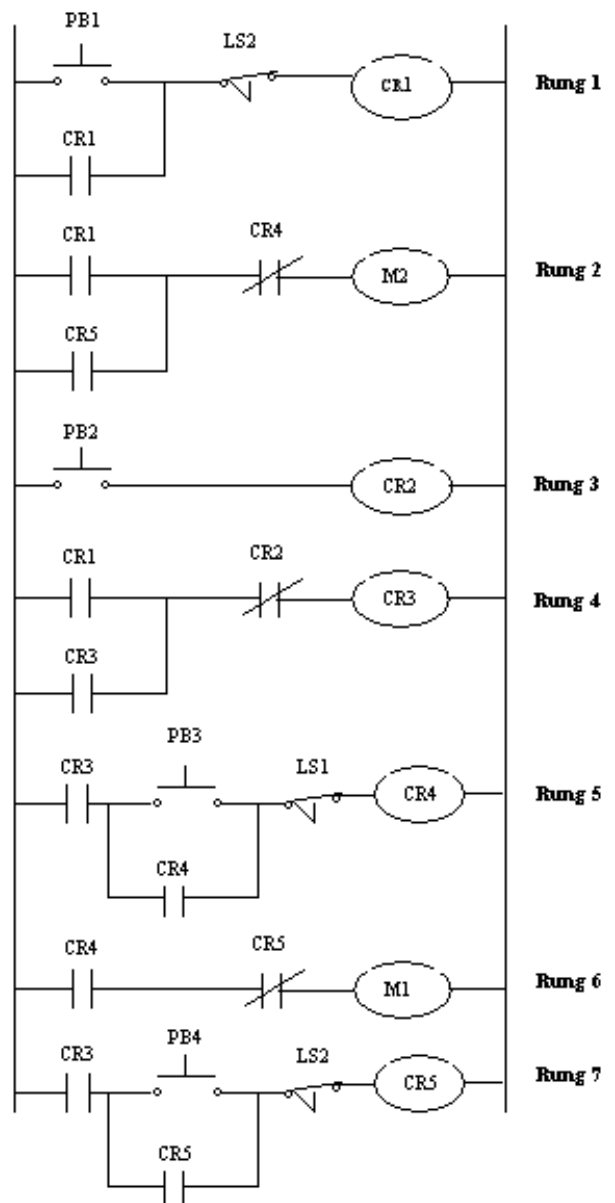 PB1
LS2
CR1
Rung 1
CR1
CR1
CR4
M2
Rung 2
CR5
PB2
CR2
Rung 3
CR1
CR2
CR3
Rung 4
CR3
PB3
CR3
LS1
CR4
Rung 5
CR4
CR4
CR5
M1
Rung 6
PB4
CR3
LS2
CR5
Rung 7
CR5